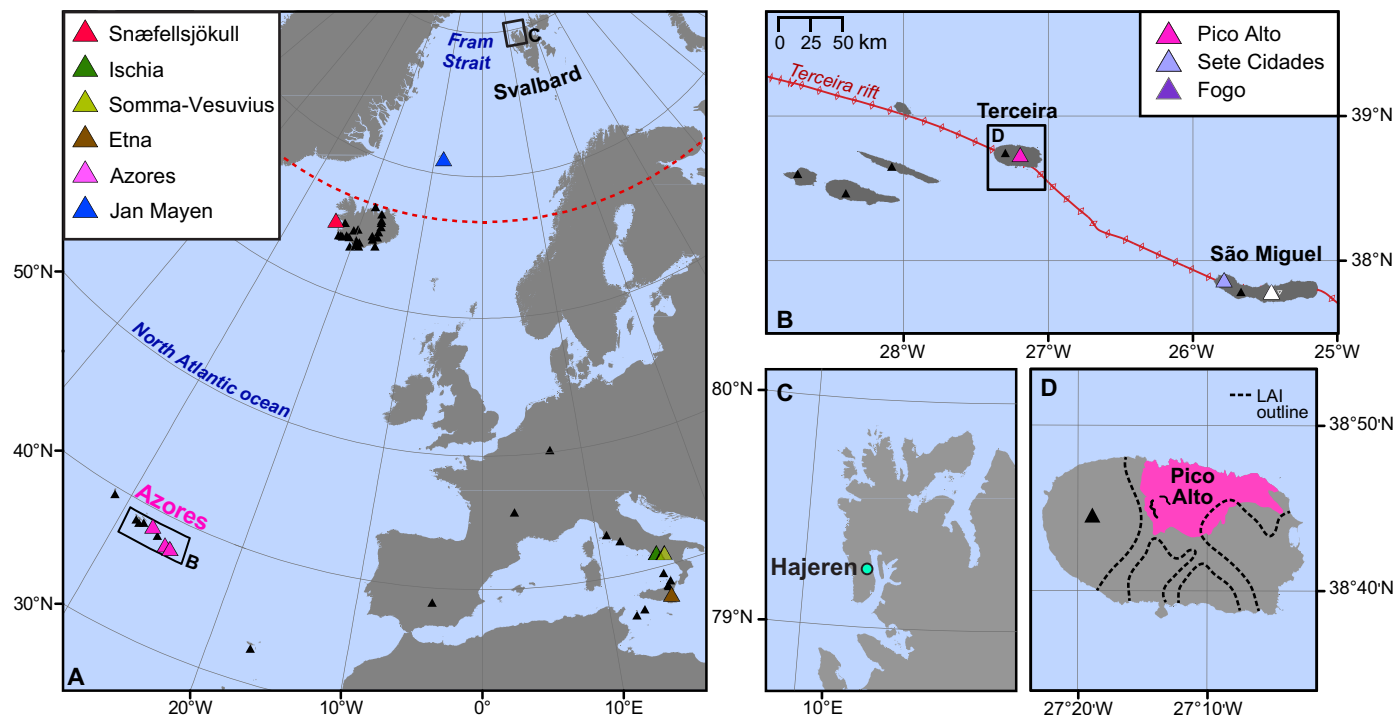 Snæfellsjökull
Ischia
Somma-Vesuvius
Etna
Azores
Jan Mayen
Fram
Strait
C
Svalbard
50°N
40°N
30°N
North Atlantic ocean
Azores
B
A
20°W
10°W
0°
10°E
0 25 50 km
Pico Alto
Sete Cidades
Fogo
Terceira rift
Terceira
D
São Miguel
B
39°N
38°N
28°W
27°W
26°W
25°W
80°N
79°N
C
Hajeren
10°E
D
LAI
outline
Pico
Alto
38°50'N
38°40'N
27°20'W
27°10'W